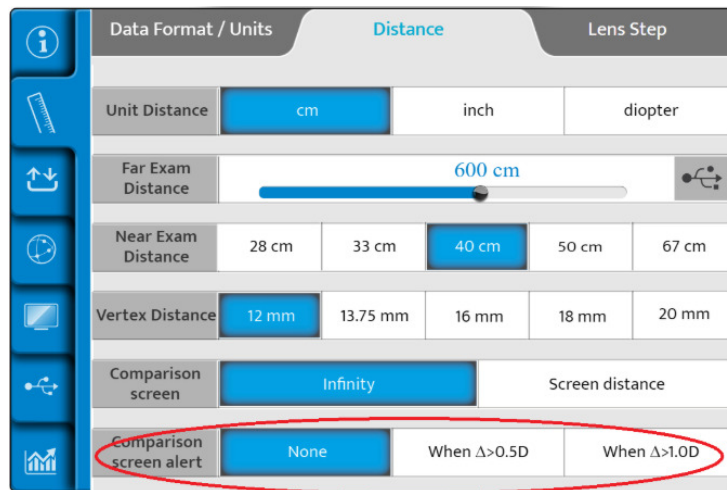 Data Format / Units Distance Lens Step
Unit Distance cm inch diopter
Far Exam
Distance
600 cm
Near Exam
Distance
28 cm 33 cm 40 cm 50 cm 67 cm
Vertex Distance 12 mm 13.75 mm 16 mm 18 mm 20 mm
Comparison
screen
Infinity Screen distance
Comparison
screen alert
None When Δ>0.5D When Δ>1.0D